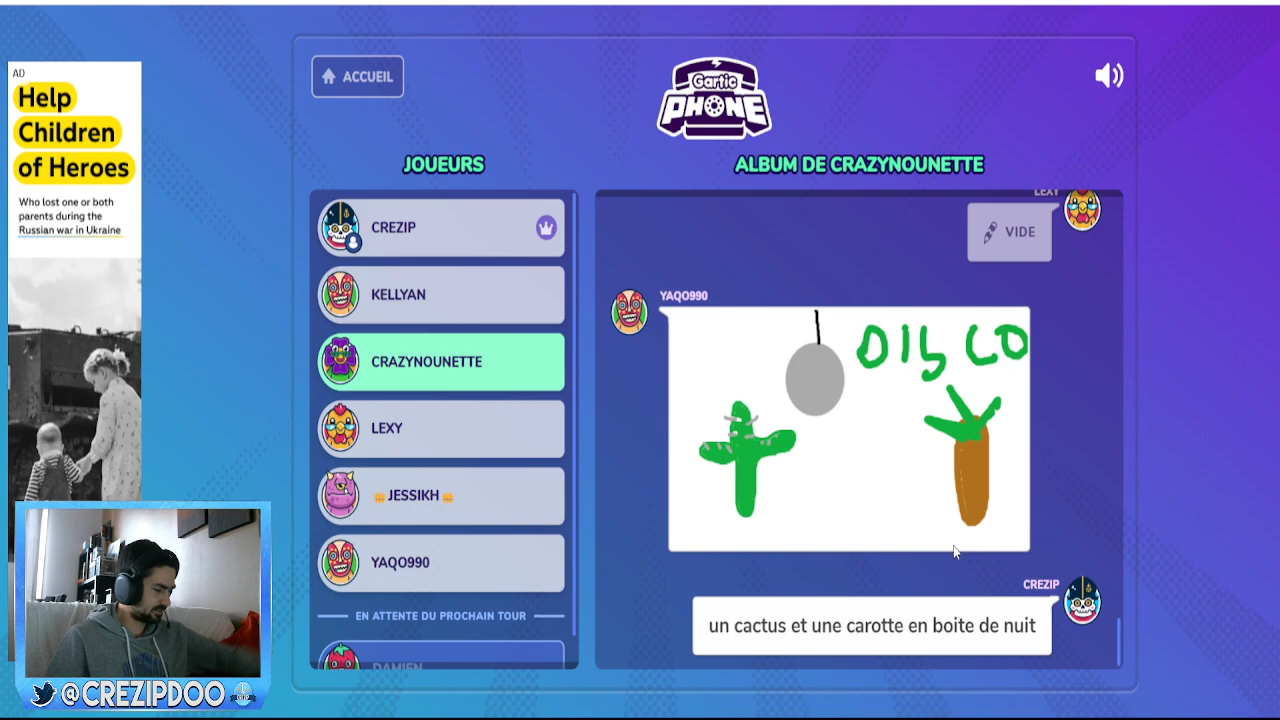 AD
Help
Children
of Heroes
Who lost one or both
parents during the
Russian war in Ukraine
ACCUEIL
Gartic
PHONE
JOUEURS
CREZIP
KELLYAN
CRAZYNOUNETTE
LEXY
JESSIKH
YAQO990
EN ATTENTE DU PROCHAIN TOUR
DAMIEN
ALBUM DE CRAZYNOUNETTE
LEXY
VIDE
YAQO990
DISCO
CREZIP
un cactus et une carotte en boite de nuit
@CREZIPDOO